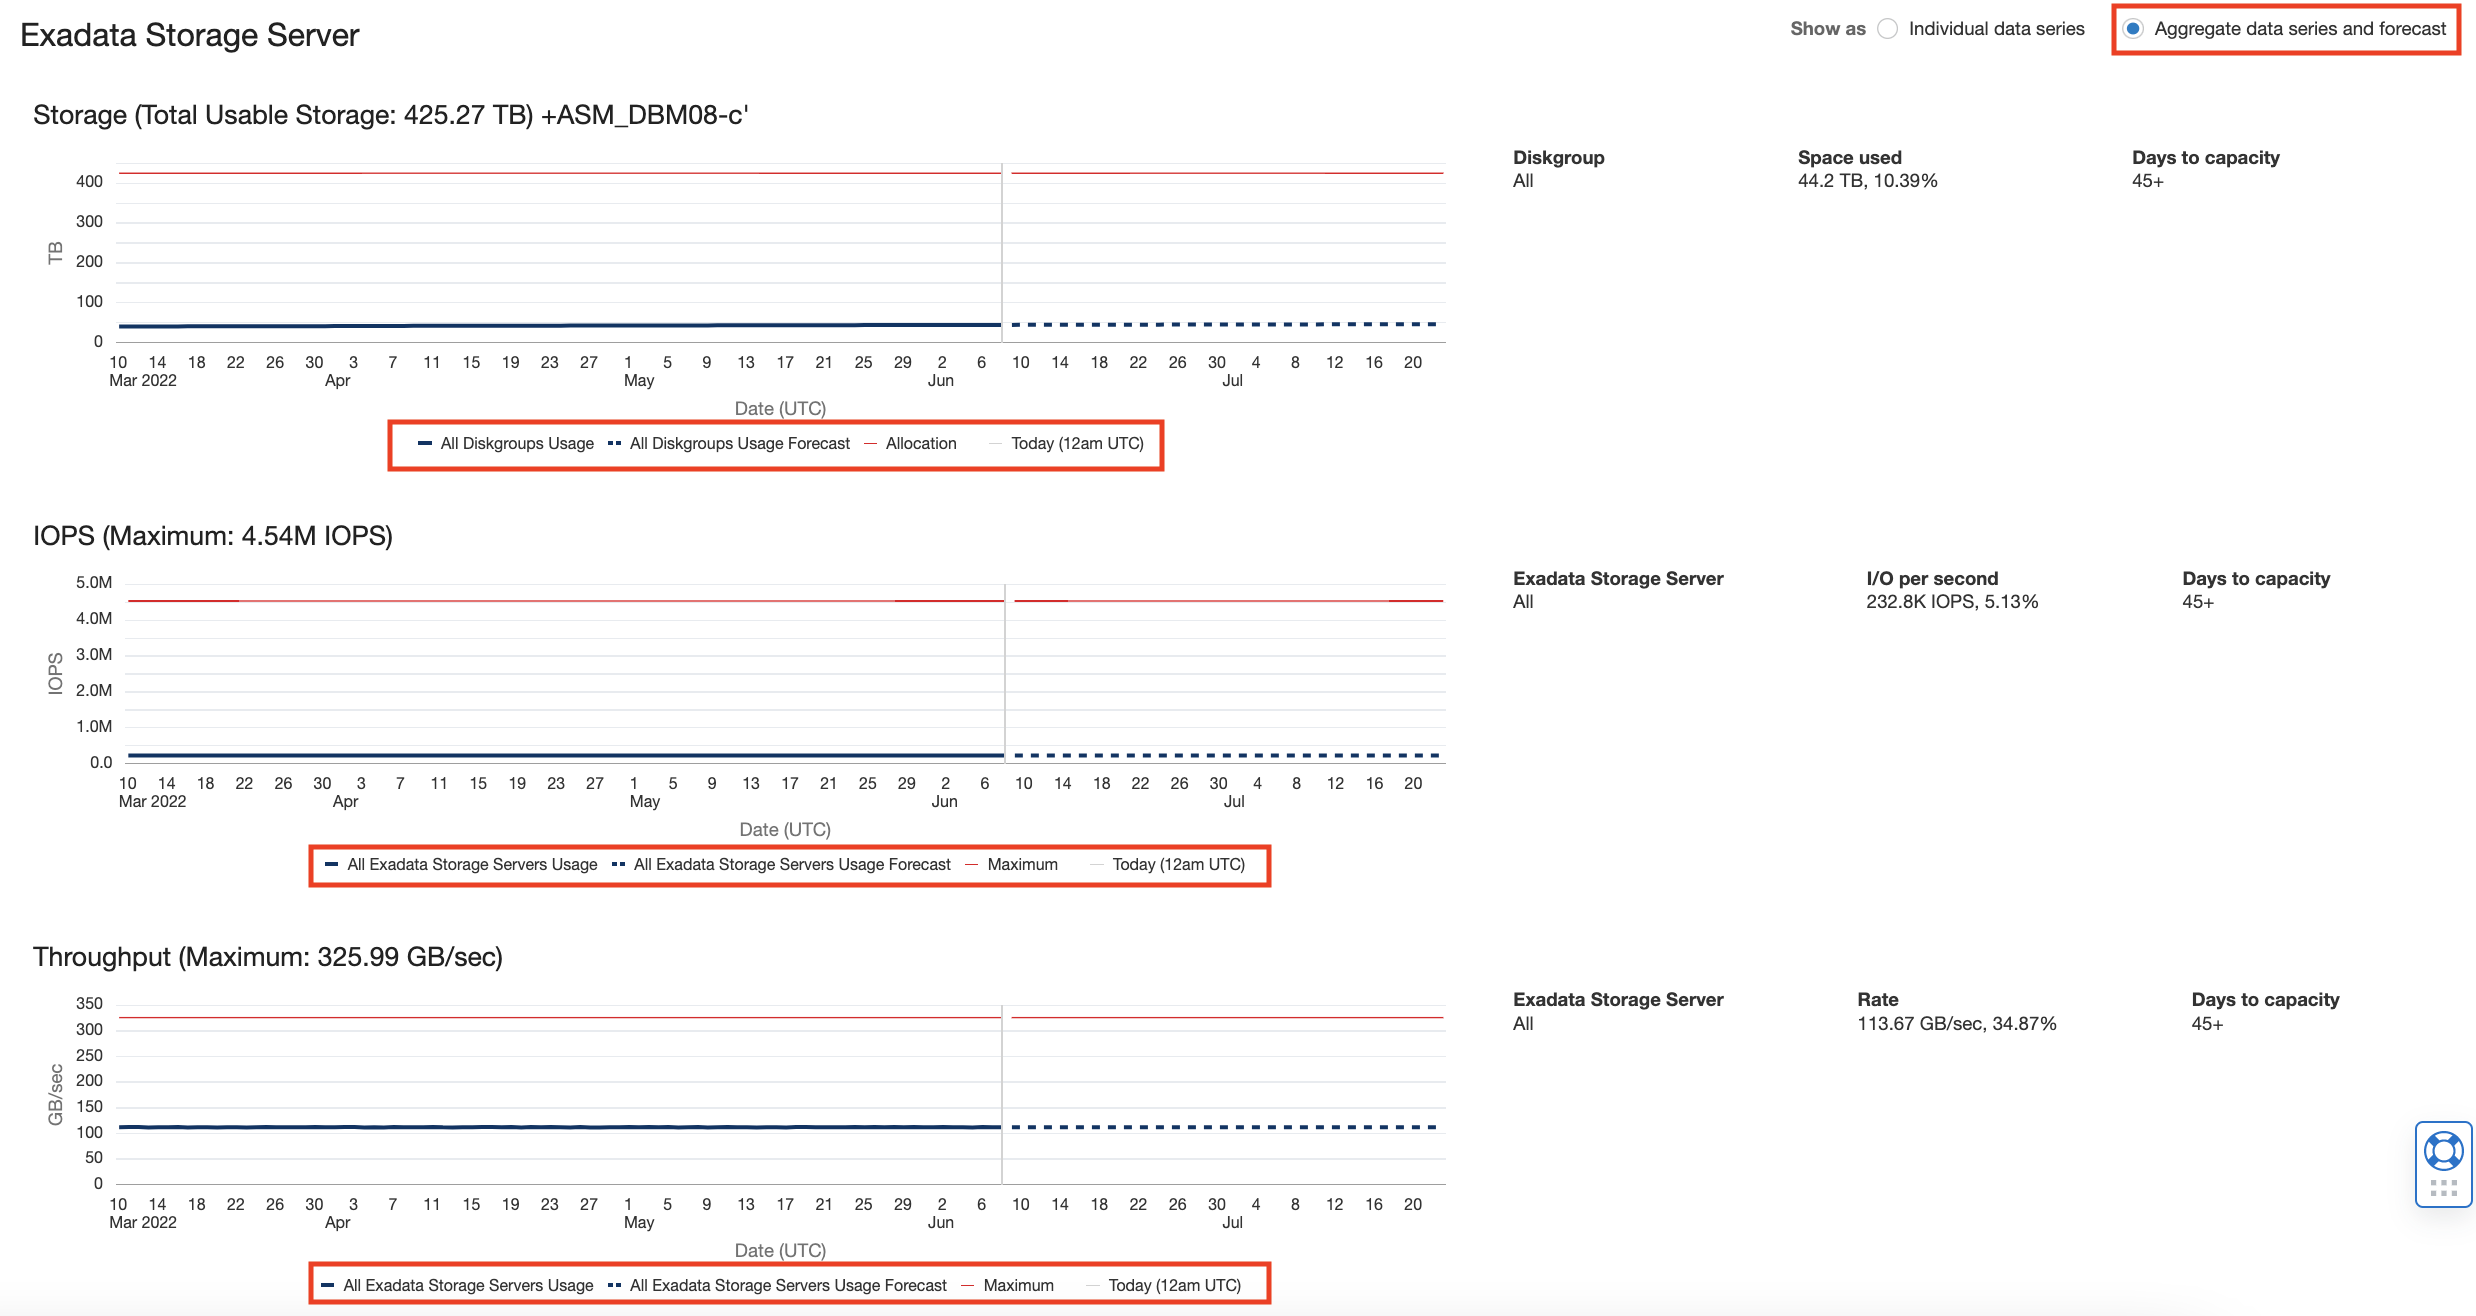 Exadata Storage Server
Show as Individual data series Aggregate data series and forecast
Storage (Total Usable Storage: 425.27 TB) +ASM_DBM08-c'
Diskgroup Space used Days to capacity
All 44.2 TB, 10.39% 45+
400
300
200
100
0
TB
10 14 18 22 26 30 3 7 11 15 19 23 27 1 5 9 13 17 21 25 29 2 6 10 14 18 22 26 30 4 8 12 16 20
Mar 2022 Apr May Jun Jul
Date (UTC)
All Diskgroups Usage All Diskgroups Usage Forecast Allocation Today (12am UTC)
IOPS (Maximum: 4.54M IOPS)
Exadata Storage Server I/O per second Days to capacity
All 232.8K IOPS, 5.13% 45+
5.0M
4.0M
3.0M
2.0M
1.0M
0.0
IOPS
10 14 18 22 26 30 3 7 11 15 19 23 27 1 5 9 13 17 21 25 29 2 6 10 14 18 22 26 30 4 8 12 16 20
Mar 2022 Apr May Jun Jul
Date (UTC)
All Exadata Storage Servers Usage All Exadata Storage Servers Usage Forecast Maximum Today (12am UTC)
Throughput (Maximum: 325.99 GB/sec)
Exadata Storage Server Rate Days to capacity
All 113.67 GB/sec, 34.87% 45+
350
300
250
200
150
100
50
0
GB/sec
10 14 18 22 26 30 3 7 11 15 19 23 27 1 5 9 13 17 21 25 29 2 6 10 14 18 22 26 30 4 8 12 16 20
Mar 2022 Apr May Jun Jul
Date (UTC)
All Exadata Storage Servers Usage All Exadata Storage Servers Usage Forecast Maximum Today (12am UTC)